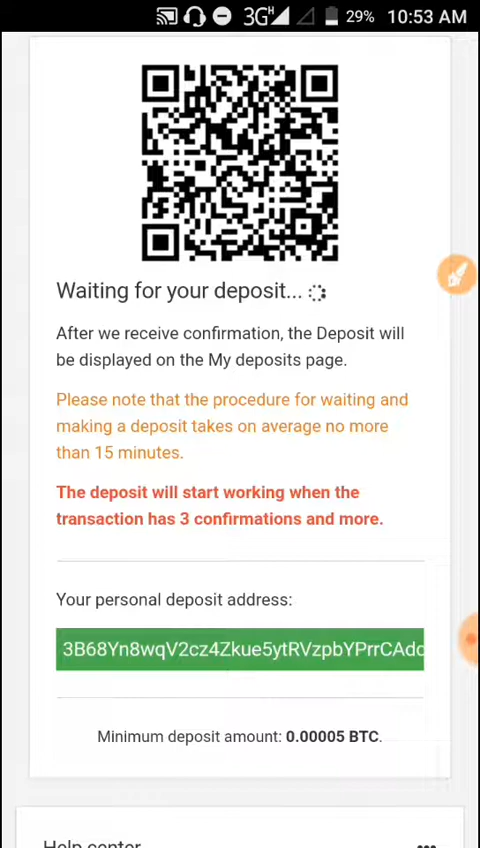 3G H 29% 10:53 AM
Waiting for your deposit...
After we receive confirmation, the Deposit will
be displayed on the My deposits page.
Please note that the procedure for waiting and
making a deposit takes on average no more
than 15 minutes.
The deposit will start working when the
transaction has 3 confirmations and more.
Your personal deposit address:
3B68Yn8wqV2cz4Zkue5ytRVzpbYPrrCAdc
Minimum deposit amount: 0.00005 BTC.
Help center